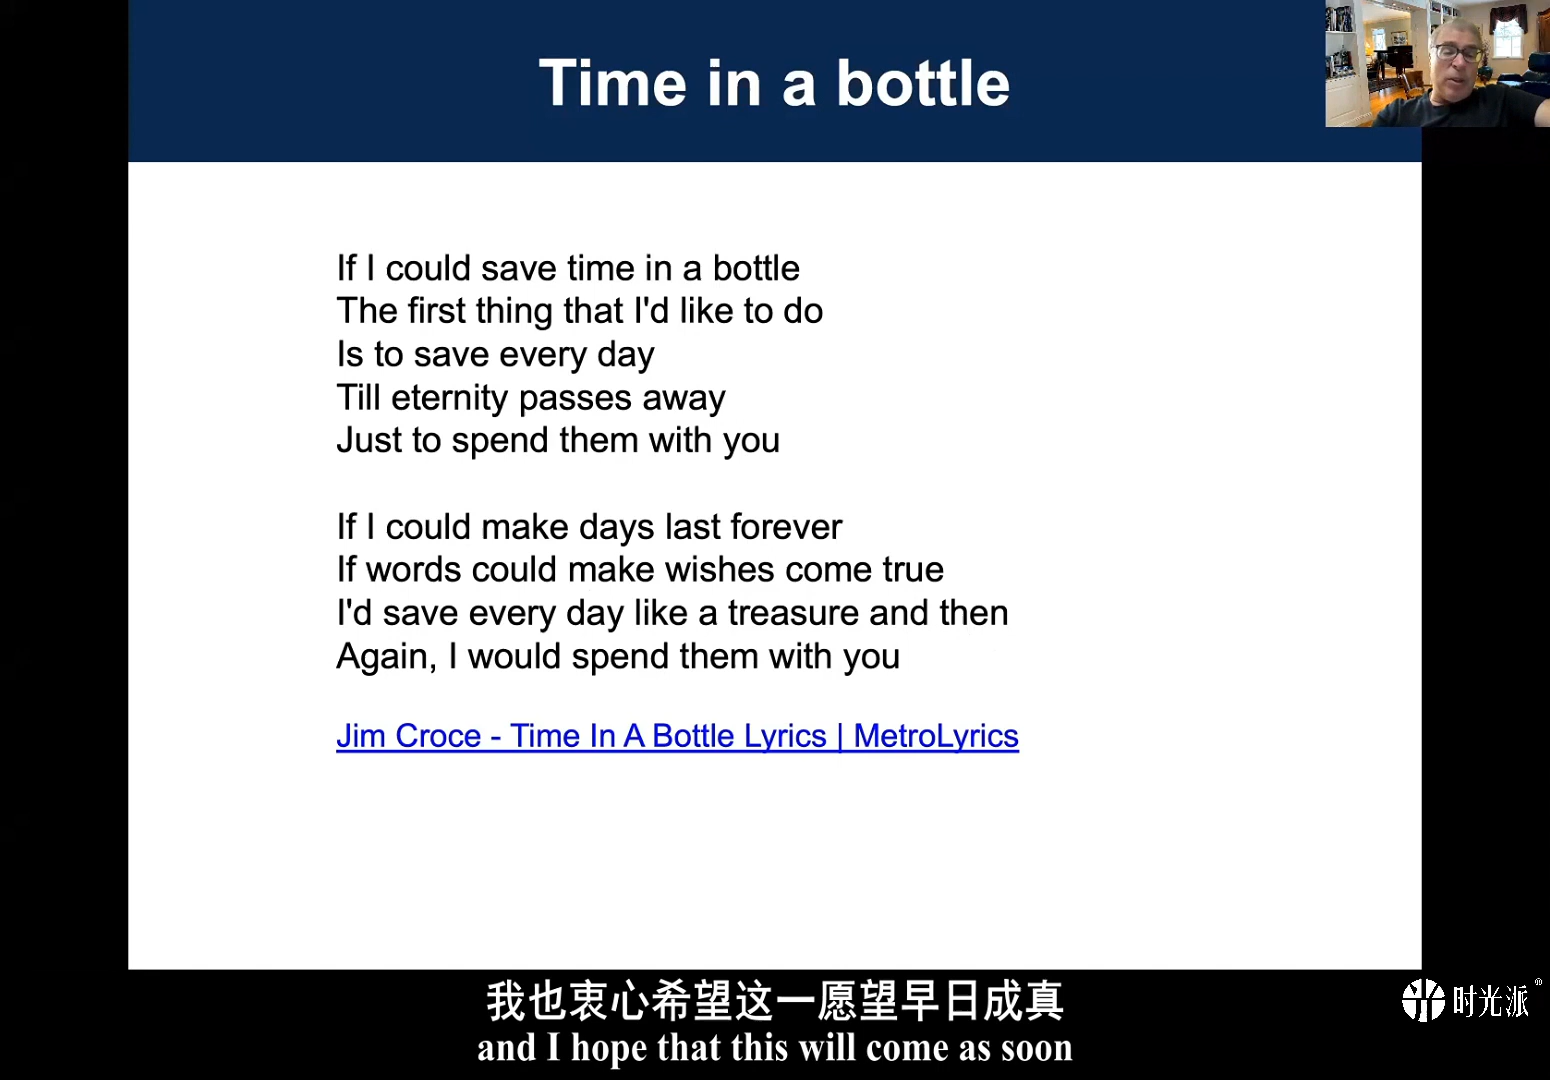 Time in a bottle
If I could save time in a bottle
The first thing that I'd like to do
Is to save every day
Till eternity passes away
Just to spend them with you
If I could make days last forever
If words could make wishes come true
I'd save every day like a treasure and then
Again, I would spend them with you
Jim Croce - Time In A Bottle Lyrics | MetroLyrics
我也衷心希望这一愿望早日成真
and I hope that this will come as soon
时光派®